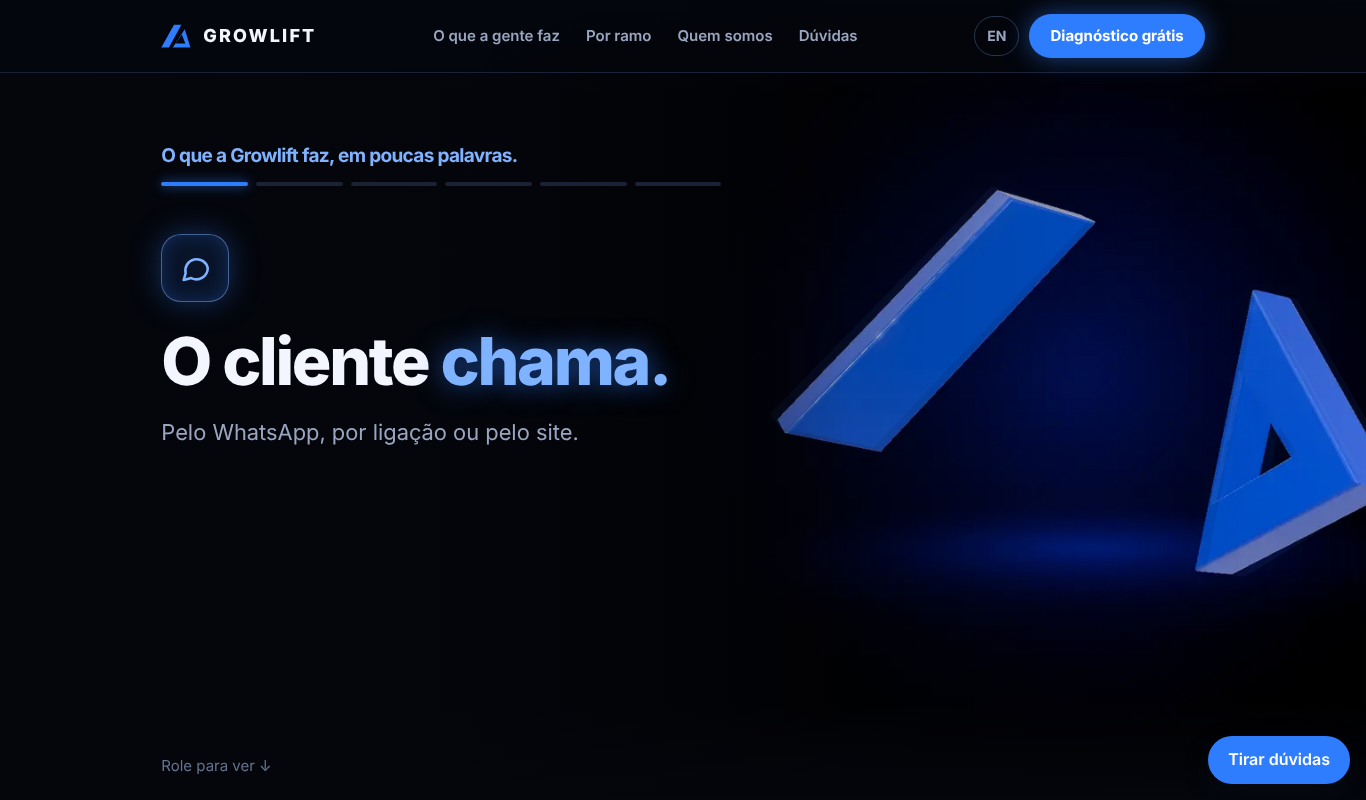 GROWLIFT
O que a gente faz
Por ramo
Quem somos
Dúvidas
EN
Diagnóstico grátis
O que a Growlift faz, em poucas palavras.
O cliente chama.
Pelo WhatsApp, por ligação ou pelo site.
Role para ver ↓
Tirar dúvidas